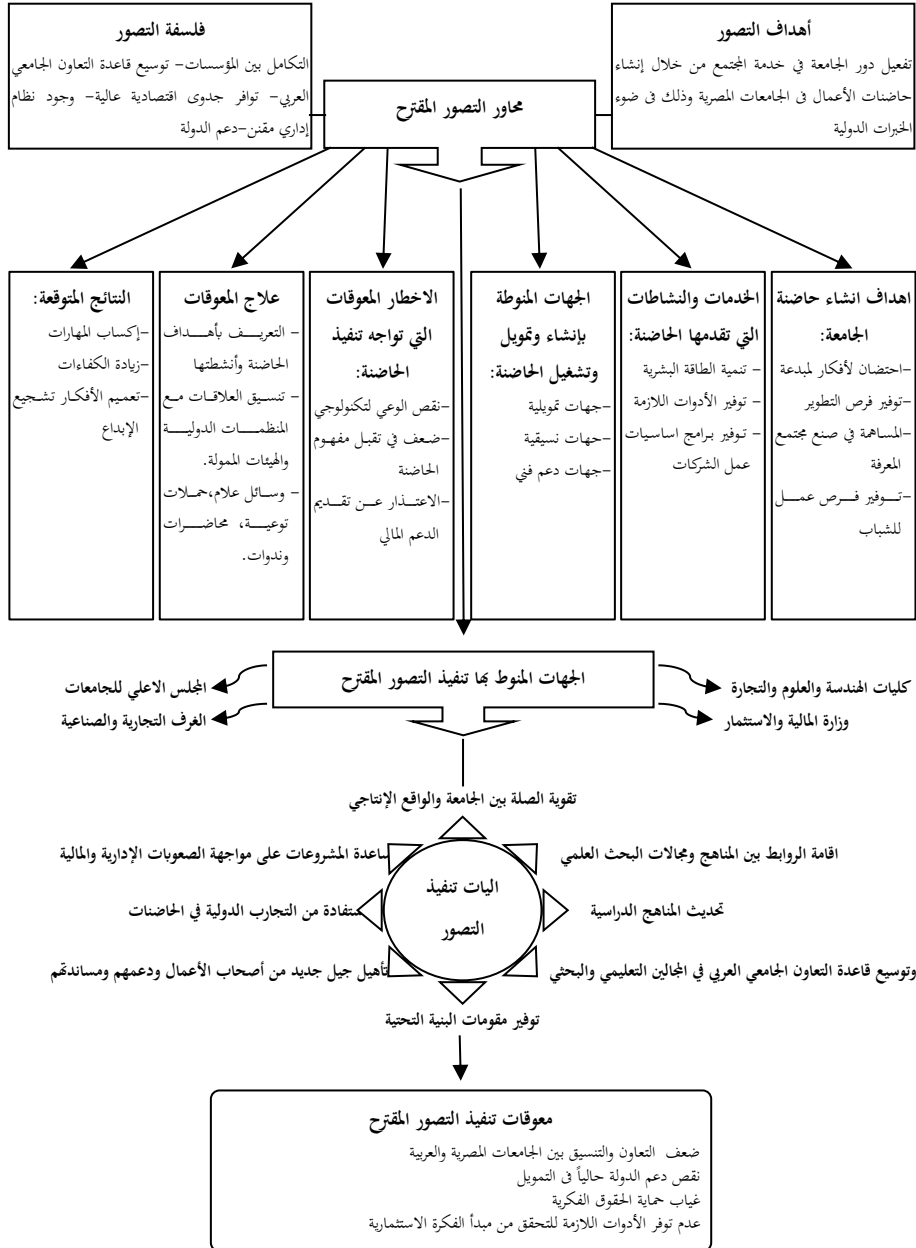 أهداف التصور
تفعيل دور الجامعة في خدمة المجتمع من خلال إنشاء
حاضنات الأعمال فى الجامعات المصرية وذلك فى ضوء
الخبرات الدولية
محاور التصور المقترح
فلسفة التصور
التكامل بين المؤسسات– توسيع قاعدة التعاون الجامعي
العربي– توافر جدوى اقتصادية عالية– وجود نظام
إداري مقنن–دعم الدولة
اهداف انشاء حاضنة
الجامعة:
–احتضان لأفكار لمبدعة
–توفير فرص التطوير
–المساهمة في صنع مجتمع
المعرفة
–توفير فرص عمل
للشباب
الخدمات والنشاطات
التي تقدمها الحاضنة:
– تنمية الطاقة البشرية
– توفير الأدوات اللازمة
– توفير برامج اساسيات
عمل الشركات
الجهات المنوطة
بإنشاء وتمويل
وتشغيل الحاضنة:
–جهات تمويلية
–حهات نسيقية
–جهات دعم فني
الاخطار المعوقات
التي تواجه تنفيذ
الحاضنة:
–نقص الوعي لتكنولوجي
–ضعف في تقبل مفهوم
الحاضنة
–الاعتذار عن تقديم
الدعم المالي
علاج المعوقات
– التعريف بأهداف
الحاضنة وأنشطتها
– تنسيق العلاقات مع
المنظمات الدولية
والهيئات الممولة.
– وسائل علام،حملات
توعية، محاضرات
وندوات.
النتائج المتوقعة:
–إكساب المهارات
–زيادة الكفاءات
–تعميم الأفكار تشجيع
الإبداع
الجهات المنوط بها تنفيذ التصور المقترح
كليات الهندسة والعلوم والتجارة
وزارة المالية والاستثمار
المجلس الاعلي للجامعات
الغرف التجارية والصناعية
تقوية الصلة بين الجامعة والواقع الإنتاجي
اقامة الروابط بين المناهج ومجالات البحث العلمي
ساعدة المشروعات على مواجهة الصعوبات الإدارية والمالية
اليات تنفيذ
التصور
تحديث المناهج الدراسية
ستفادة من التجارب الدولية في الحاضنات
وتوسيع قاعدة التعاون الجامعي العربي في المجالين التعليمي والبحثي
تأهيل جيل جديد من أصحاب الأعمال ودعمهم ومساندتهم
توفير مقومات البنية التحتية
معوقات تنفيذ التصور المقترح
ضعف التعاون والتنسيق بين الجامعات المصرية والعربية
نقص دعم الدولة حالياً فى التمويل
غياب حماية الحقوق الفكرية
عدم توفر الأدوات اللازمة للتحقق من مبدأ الفكرة الاستثمارية